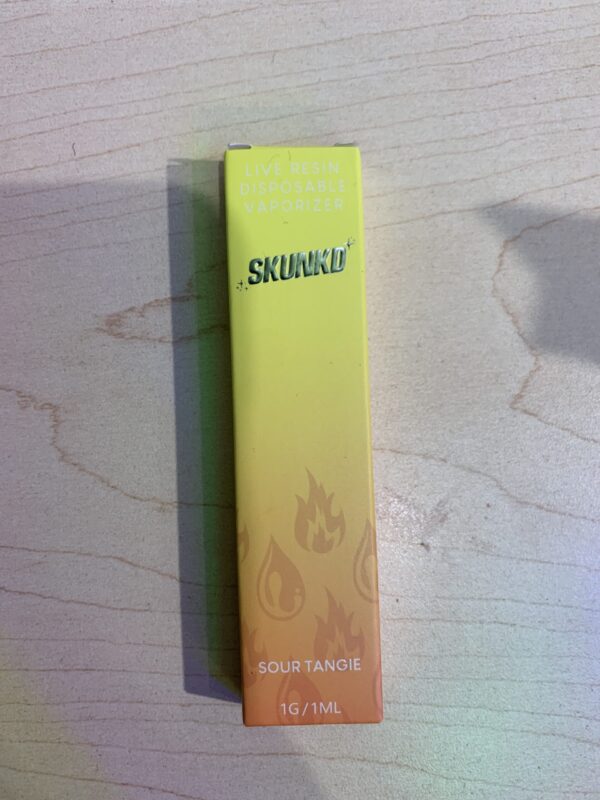 LIVE RESIN
DISPOSABLE
VAPORIZER
SKUNKD
SOUR TANGIE
1G/1ML